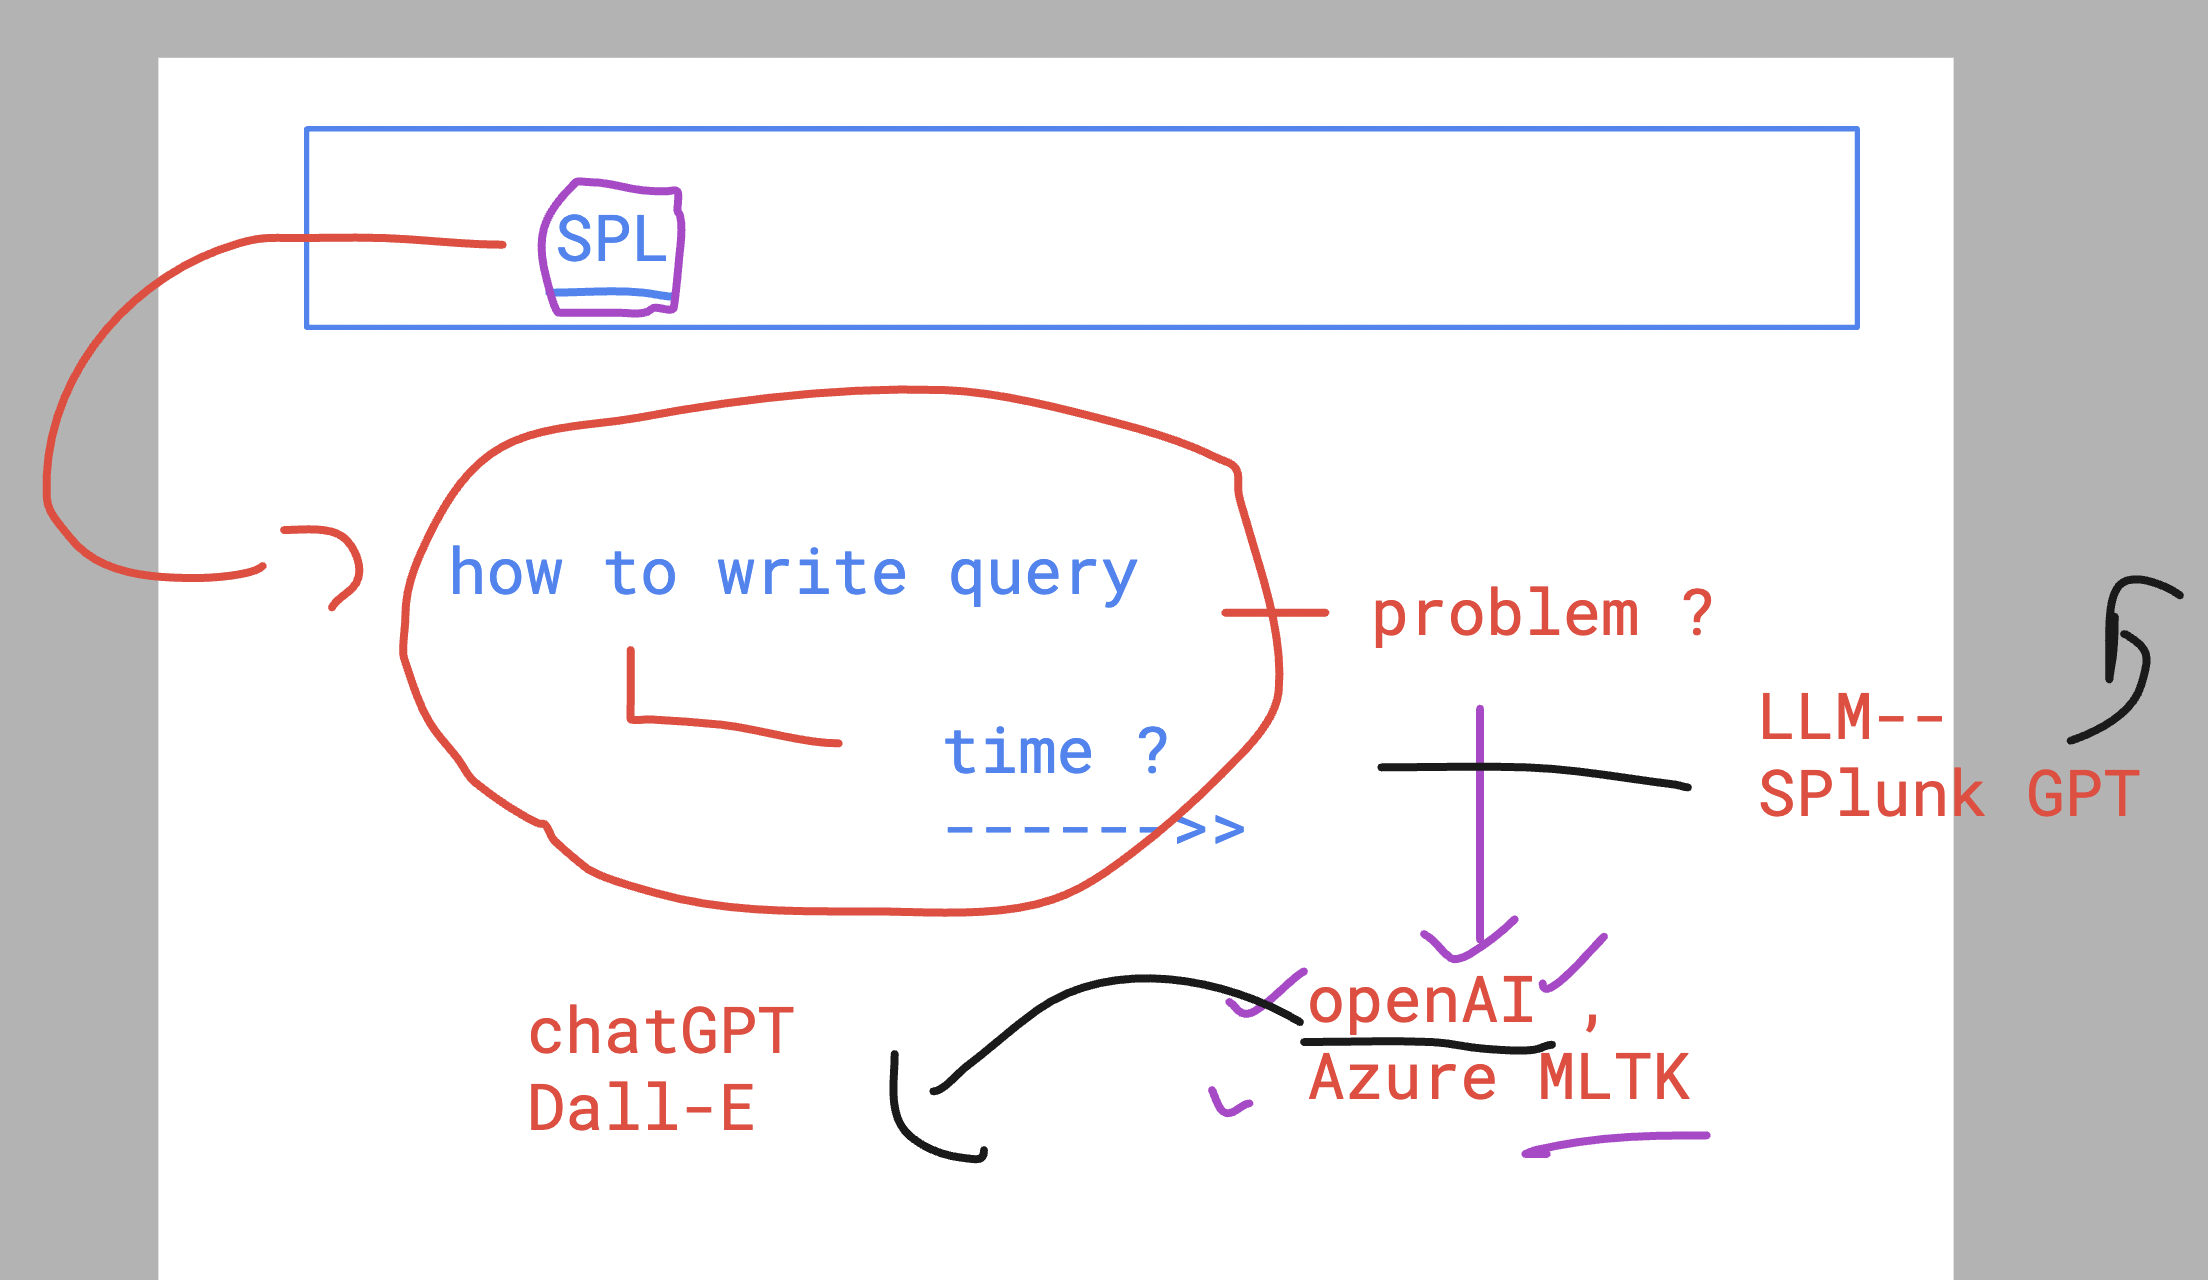 SPL
how to write query
time ?
------>>
problem ?
LLM--
SPlunk GPT
openAI ,
Azure MLTK
chatGPT
Dall-E